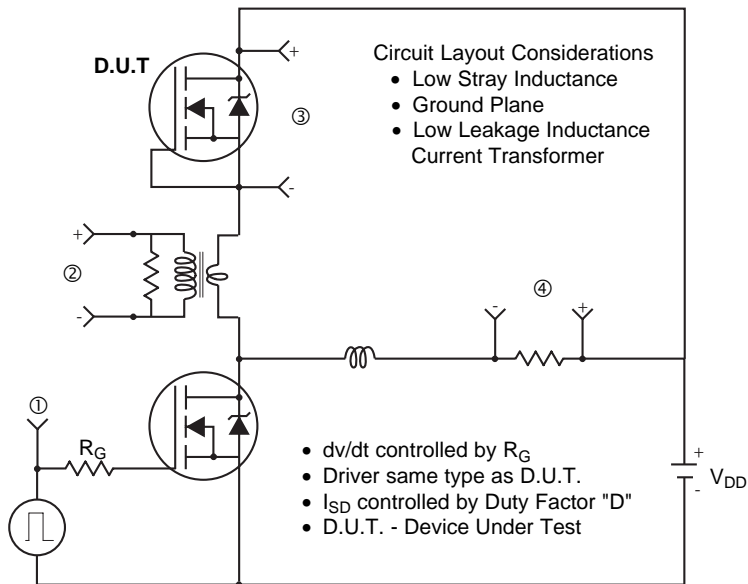 D.U.T
+
-
③
Circuit Layout Considerations
• Low Stray Inductance
• Ground Plane
• Low Leakage Inductance
Current Transformer
+
②
-
-
④
+
①
RG
• dv/dt controlled by RG
• Driver same type as D.U.T.
• ISD controlled by Duty Factor "D"
• D.U.T. - Device Under Test
+
-
VDD